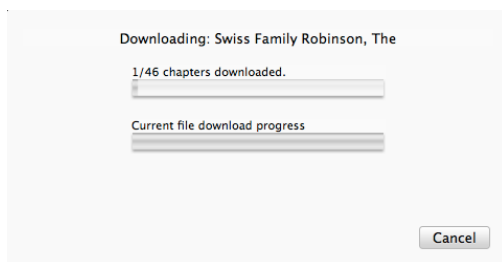 Downloading: Swiss Family Robinson, The
1/46 chapters downloaded.
Current file download progress
Cancel